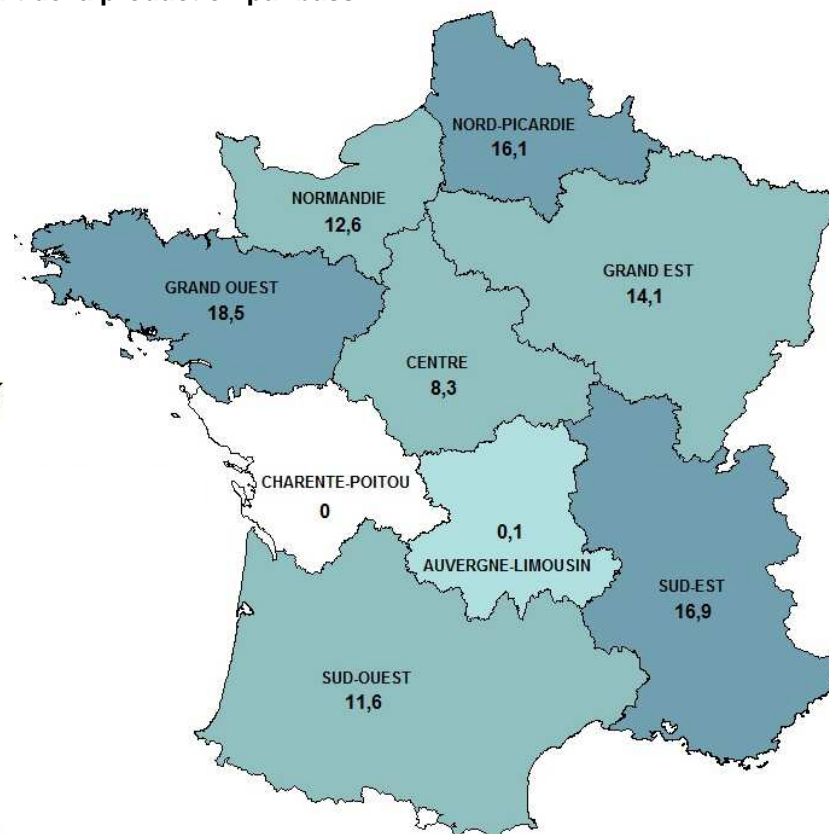 NORD-PICARDIE
16,1
NORMANDIE
12,6
GRAND EST
14,1
GRAND OUEST
18,5
CENTRE
8,3
CHARENTE-POITOU
0
0,1
AUVERGNE-LIMOUSIN
SUD-EST
16,9
SUD-OUEST
11,6